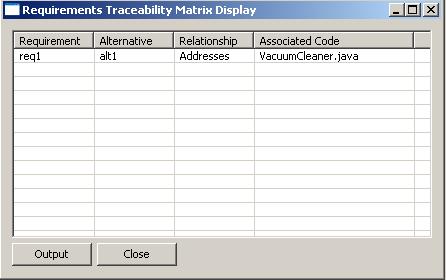 Requirements Traceability Matrix Display
Requirement Alternative Relationship Associated Code
req1 alt1 Addresses VacuumCleaner.java
Output Close